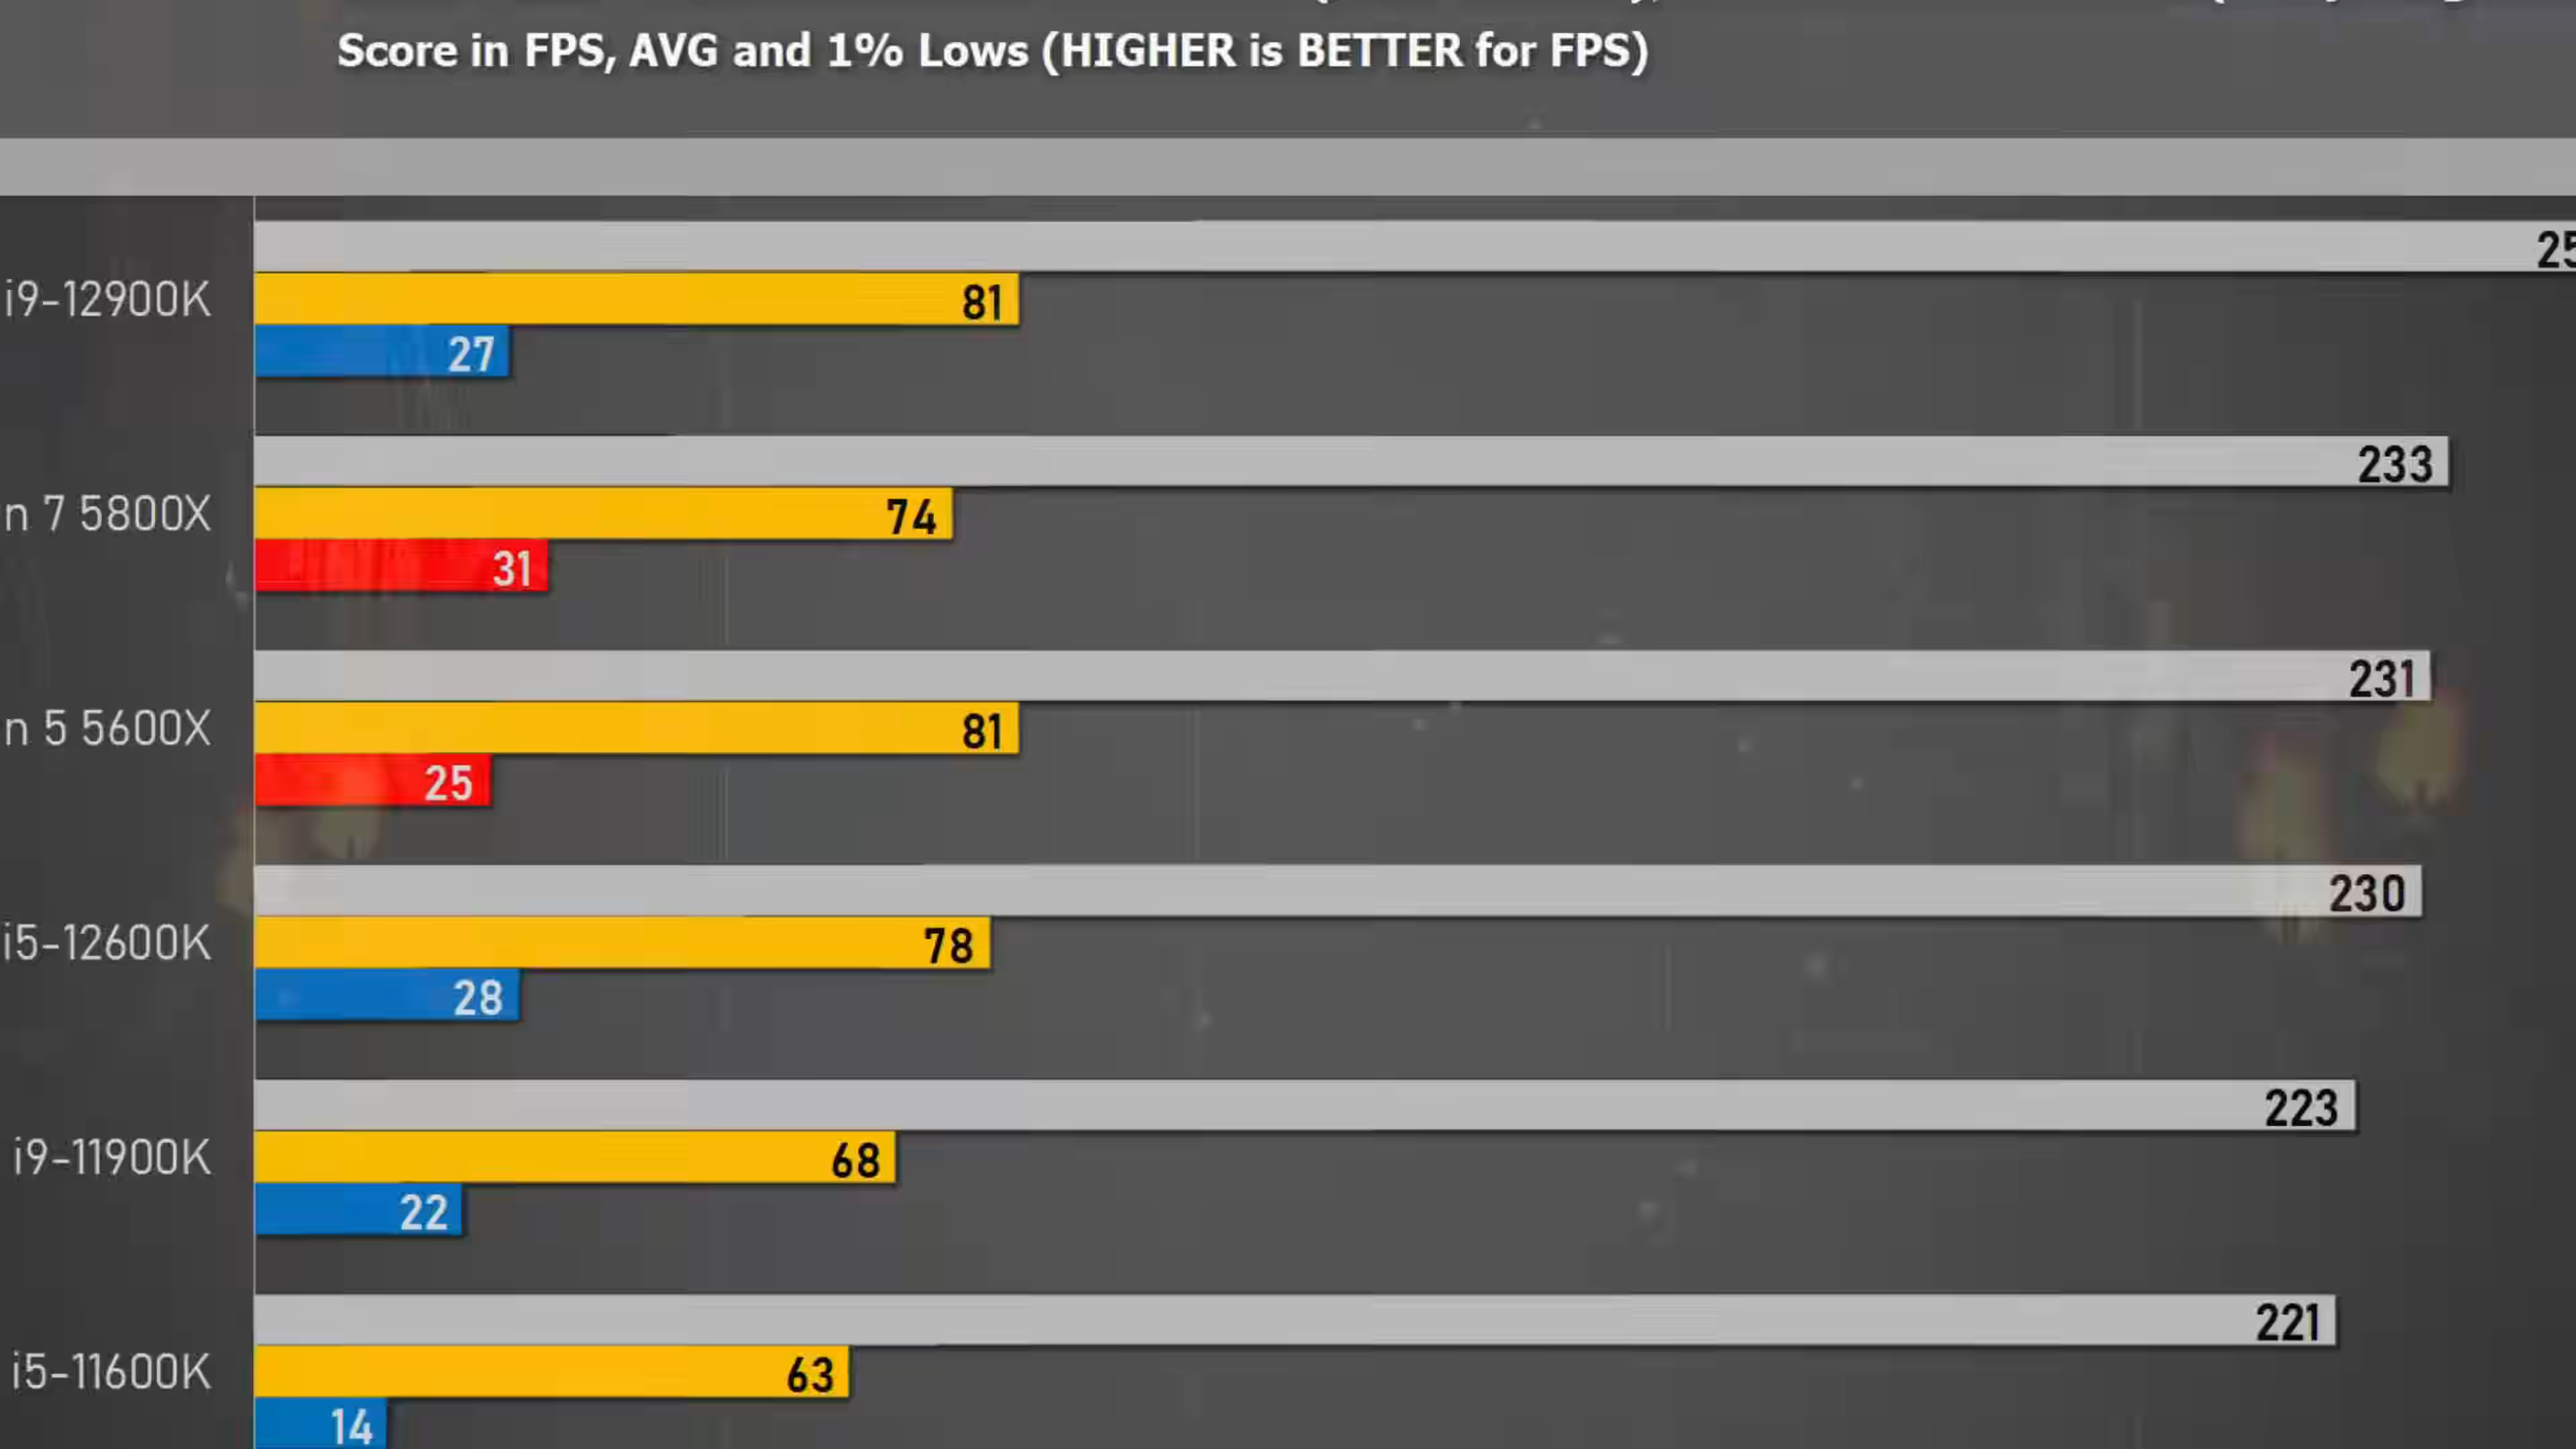 Score in FPS, AVG and 1% Lows (HIGHER is BETTER for FPS)
25
i9-12900K
81
27
233
n 7 5800X
74
31
231
n 5 5600X
81
25
230
i5-12600K
78
28
223
i9-11900K
68
22
221
i5-11600K
63
14